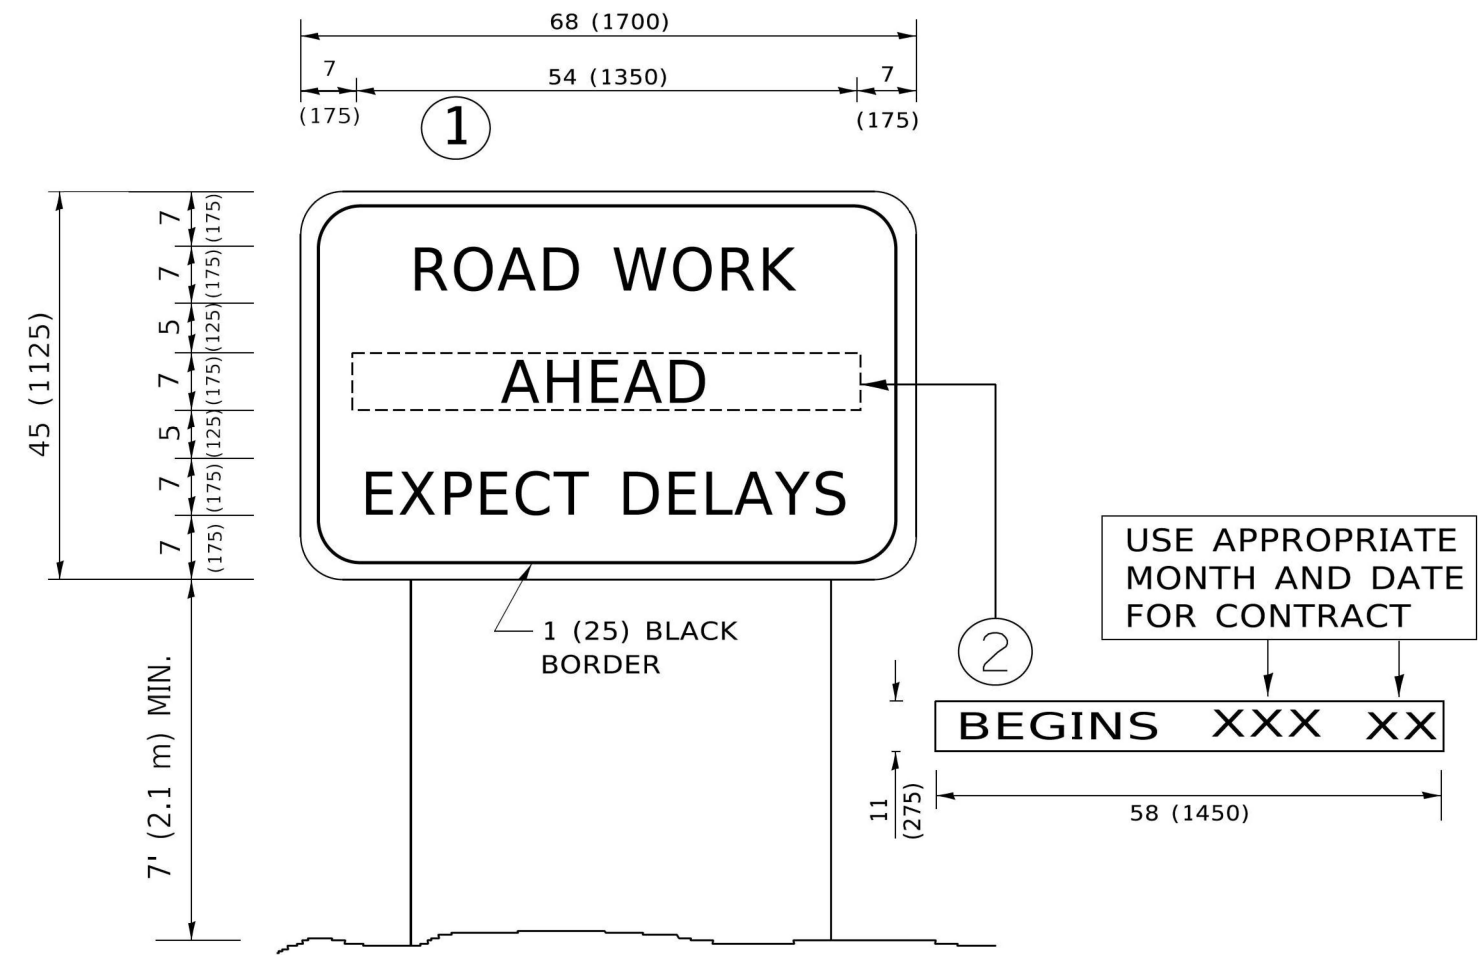 68 (1700)
7 54 (1350) 7
(175) (175)
1
7 (175)
7 (175)
5 (125)
7 (175)
5 (125)
7 (175)
7 (175)
45 (1125)
ROAD WORK
AHEAD
EXPECT DELAYS
1 (25) BLACK
BORDER
7' (2.1 m) MIN.
2
USE APPROPRIATE
MONTH AND DATE
FOR CONTRACT
BEGINS XXX XX
11
(275)
58 (1450)